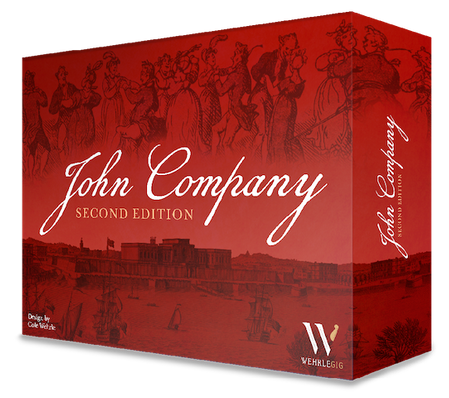 John Company
SECOND EDITION
Design by
Cole Wehrle
W
WEHRLEGIG
John Company
SECOND EDITION